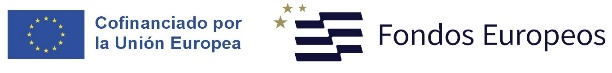 Cofinanciado por
la Unión Europea
Fondos Europeos